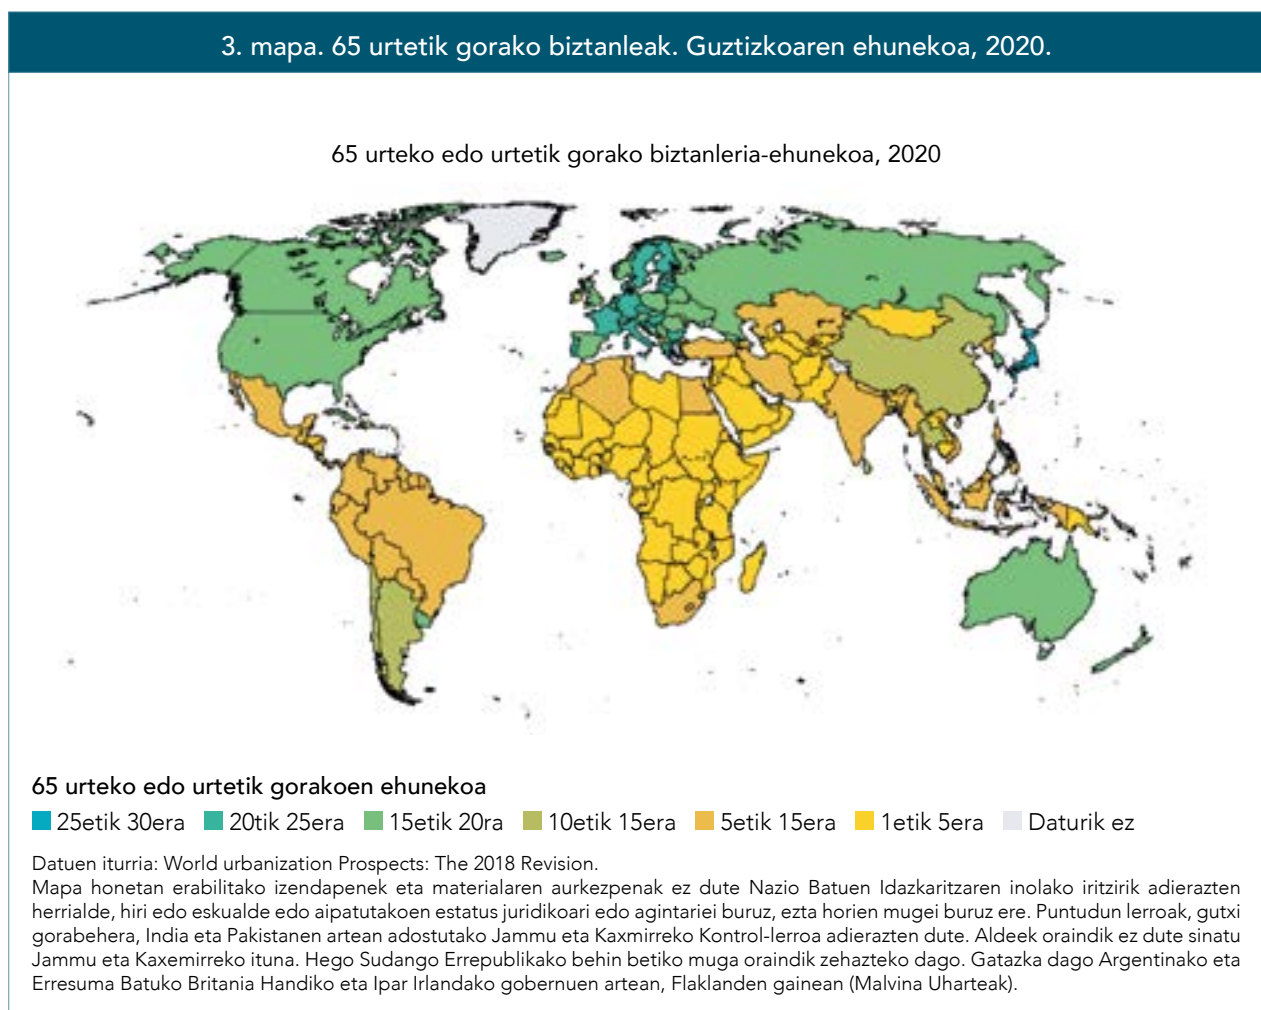 3. mapa. 65 urtetik gorako biztanleak. Guztizkoaren ehunekoa, 2020.
65 urteko edo urtetik gorako biztanleria-ehunekoa, 2020
65 urteko edo urtetik gorakoen ehunekoa
25etik 30era 20tik 25era 15etik 20ra 10etik 15era 5etik 15era 1etik 5era Daturik ez
Datuen iturria: World urbanization Prospects: The 2018 Revision.
Mapa honetan erabilitako izendapenek eta materialaren aurkezpenak ez dute Nazio Batuen Idazkaritzaren inolako iritzirik adierazten
herrialde, hiri edo eskualde edo aipatutakoen estatus juridikoari edo agintariei buruz, ezta horien mugei buruz ere. Puntudun lerroak, gutxi
gorabehera, India eta Pakistanen artean adostutako Jammu eta Kaxmirreko Kontrol-lerroa adierazten dute. Aldeek oraindik ez dute sinatu
Jammu eta Kaxemirreko ituna. Hego Sudango Errepublikako behin betiko muga oraindik zehazteko dago. Gatazka dago Argentinako eta
Erresuma Batuko Britania Handiko eta Ipar Irlandako gobernuen artean, Flaklanden gainean (Malvina Uharteak).